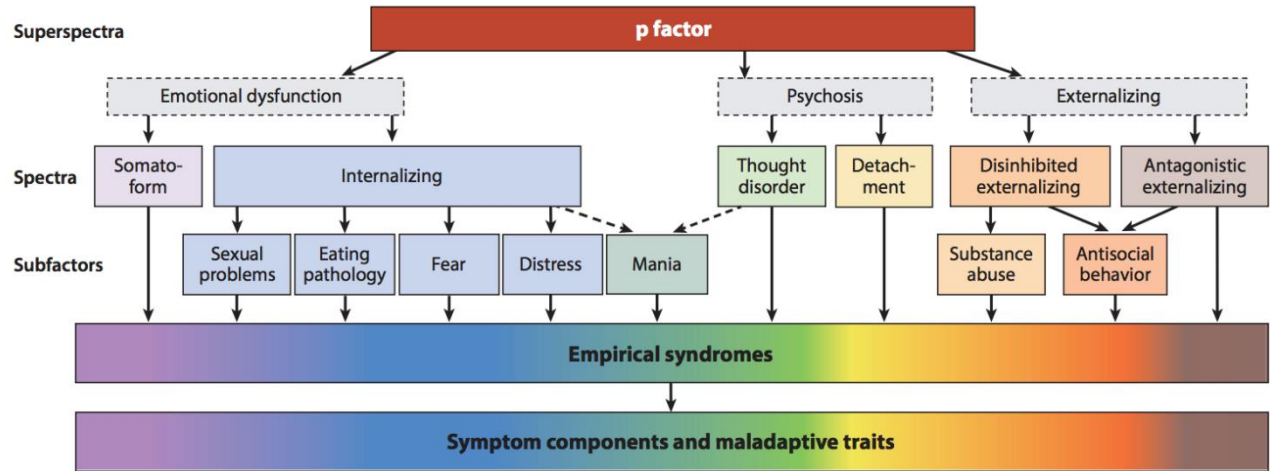 Superspectra
p factor
Emotional dysfunction
Psychosis
Externalizing
Spectra
Somato-
form
Internalizing
Thought
disorder
Detach-
ment
Disinhibited
externalizing
Antagonistic
externalizing
Subfactors
Sexual
problems
Eating
pathology
Fear
Distress
Mania
Substance
abuse
Antisocial
behavior
Empirical syndromes
Symptom components and maladaptive traits